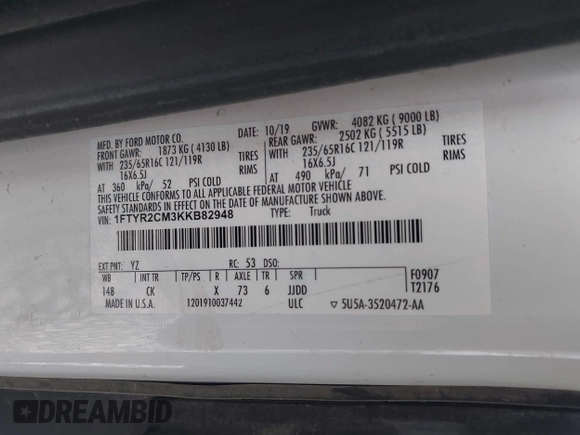 MFD. BY FORD MOTOR CO.
DATE: 10/19
GVWR: 4082 KG ( 9000 LB)
FRONT GAWR: 1873 KG ( 4130 LB)
REAR GAWR: 2502 KG ( 5515 LB)
WITH 235/65R16C 121/119R TIRES
WITH 235/65R16C 121/119R TIRES
16X6.5J RIMS
16X6.5J RIMS
AT 360 kPa/ 52 PSI COLD
AT 490 kPa/ 71 PSI COLD
THIS VEHICLE CONFORMS TO ALL APPLICABLE FEDERAL MOTOR VEHICLE
SAFETY STANDARDS IN EFFECT ON THE DATE OF MANUFACTURE SHOWN ABOVE.
VIN: 1FTYR2CM3KKB82948
TYPE: Truck
EXT PNT: YZ RC: 53 DSO:
WB INT TR TP/PS R AXLE TR SPR F0907
148 CK X 73 6 JJDD T2176
1201910037442 ULC ▽ 5U5A-3520472-AA
DREAMBID